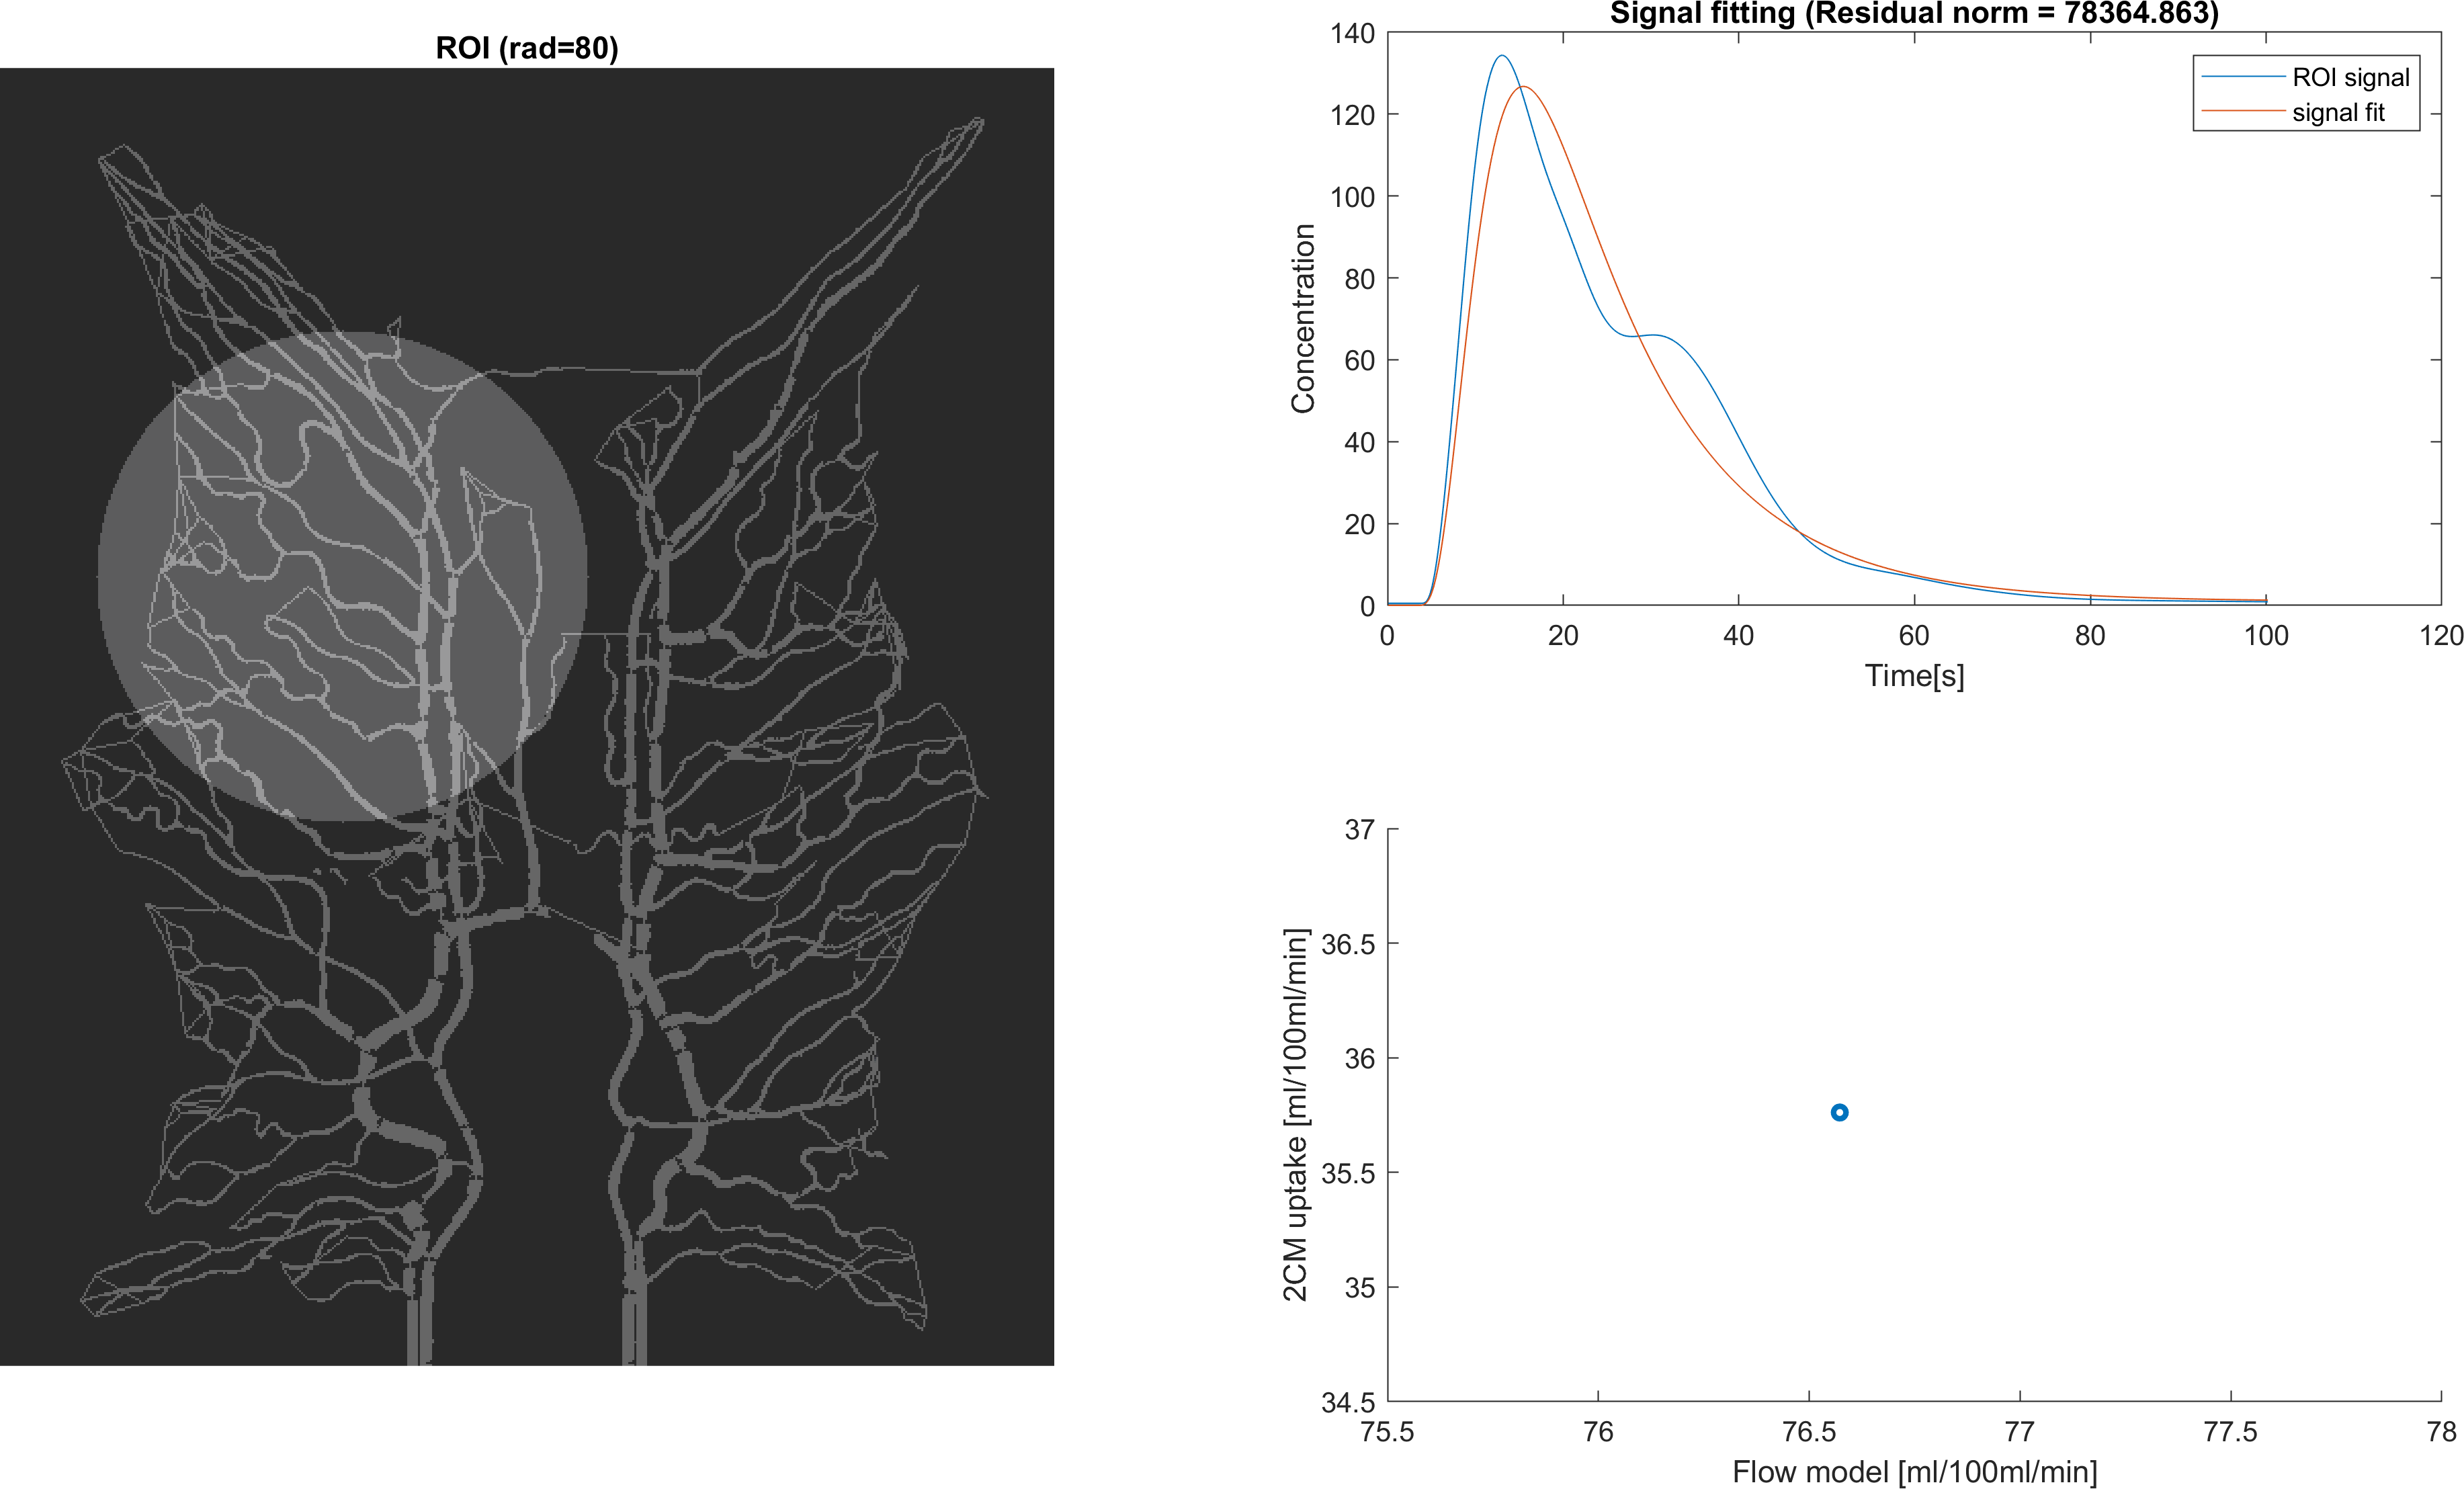 ROI (rad=80)
Signal fitting (Residual norm = 78364.863)
140
120
100
80
60
40
20
0
Concentration
ROI signal
signal fit
0 20 40 60 80 100 120
Time[s]
37
36.5
36
35.5
35
34.5
2CM uptake [ml/100ml/min]
75.5 76 76.5 77 77.5 78
Flow model [ml/100ml/min]